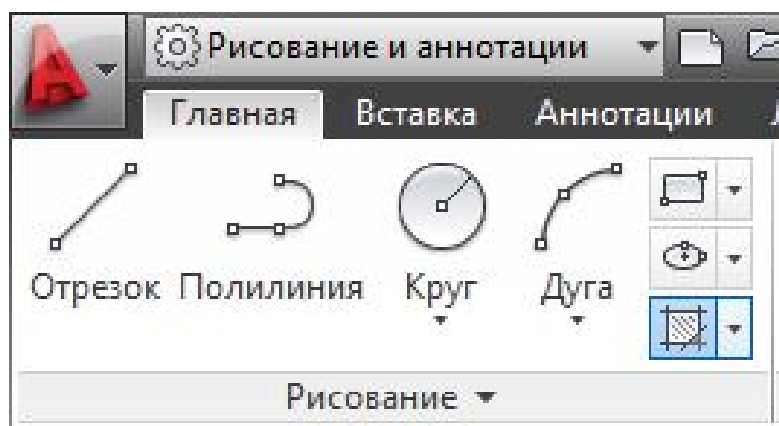 Рисование и аннотации
Главная Вставка Аннотации
Отрезок Полилиния Круг Дуга
Рисование